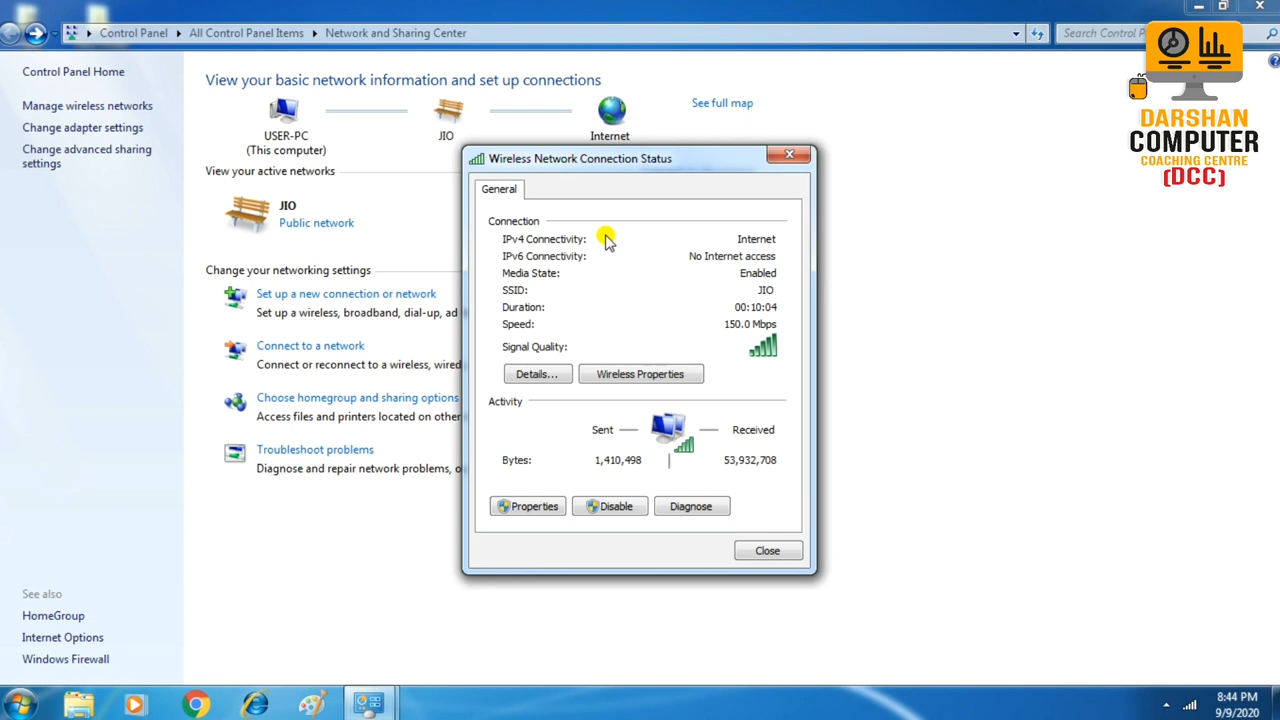 Control Panel
All Control Panel Items
Network and Sharing Center
Search Control P
DARSHAN
COMPUTER
COACHING CENTRE
(DCC)
Control Panel Home
Manage wireless networks
Change adapter settings
Change advanced sharing
settings
View your basic network information and set up connections
See full map
USER-PC
(This computer)
JIO
Internet
View your active networks
JIO
Public network
Change your networking settings
Set up a new connection or network
Set up a wireless, broadband, dial-up, ad
Connect to a network
Connect or reconnect to a wireless, wired
Choose homegroup and sharing options
Access files and printers located on other
Troubleshoot problems
Diagnose and repair network problems, o
Wireless Network Connection Status
General
Connection
IPv4 Connectivity: Internet
IPv6 Connectivity: No Internet access
Media State: Enabled
SSID: JIO
Duration: 00:10:04
Speed: 150.0 Mbps
Signal Quality:
Details... Wireless Properties
Activity
Sent Received
Bytes: 1,410,498 53,932,708
Properties Disable Diagnose
Close
See also
HomeGroup
Internet Options
Windows Firewall
8:44 PM
9/9/2020